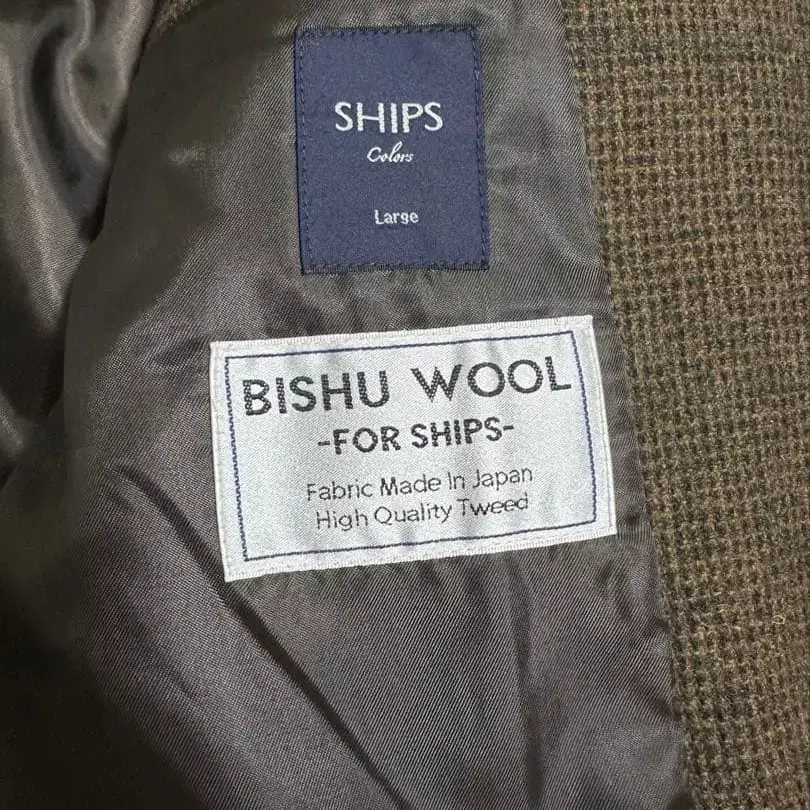 SHIPS
Colors
Large
BISHU WOOL
-FOR SHIPS-
Fabric Made In Japan
High Quality Tweed